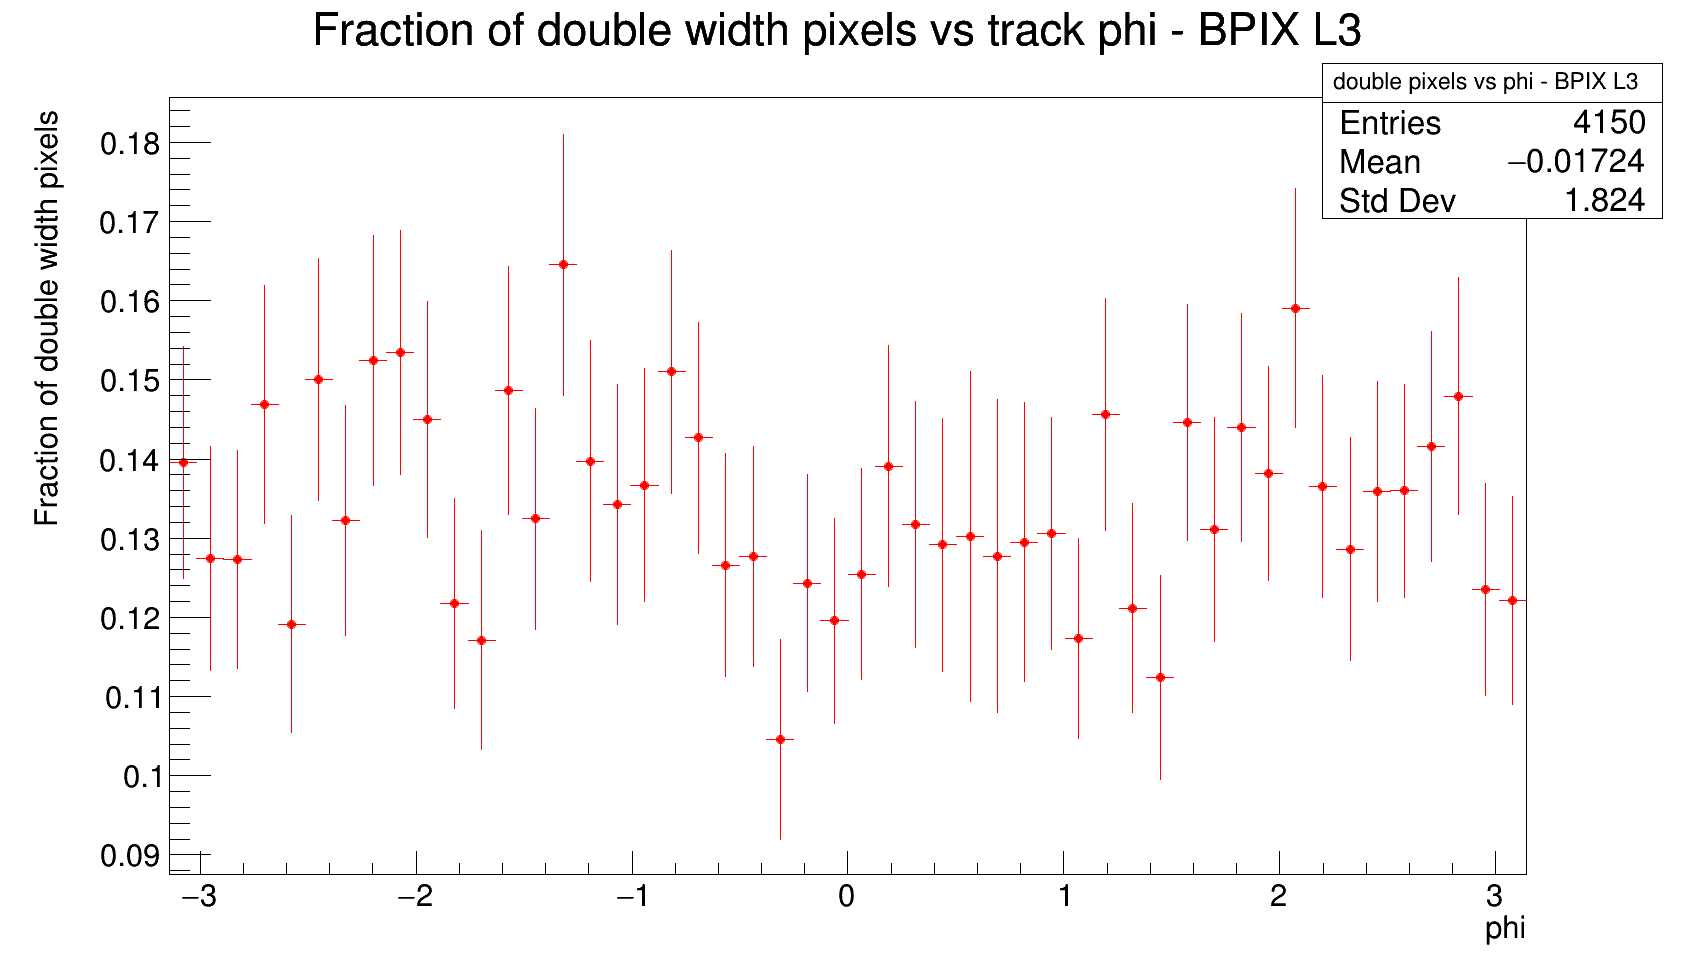 Fraction of double width pixels vs track phi - BPIX L3
double pixels vs phi - BPIX L3
Entries 4150
Mean −0.01724
Std Dev 1.824
Fraction of double width pixels
0.18
0.17
0.16
0.15
0.14
0.13
0.12
0.11
0.1
0.09
−3 −2 −1 0 1 2 3
phi